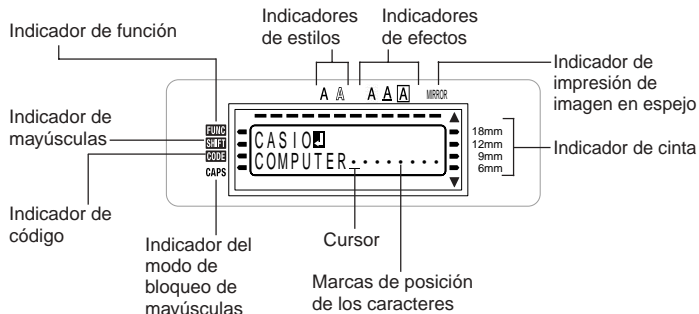 Indicador de función
Indicadores
de estilos
Indicadores
de efectos
Indicador de
impresión de
imagen en espejo
A A A A A MIRROR
Indicador de
mayúsculas
FUNC
SHIFT
CODE
CAPS
CASIO
COMPUTER
18mm
12mm
9mm
6mm
Indicador de cinta
Indicador de
código
Indicador del
modo de
bloqueo de
mayúsculas
Cursor
Marcas de posición
de los caracteres